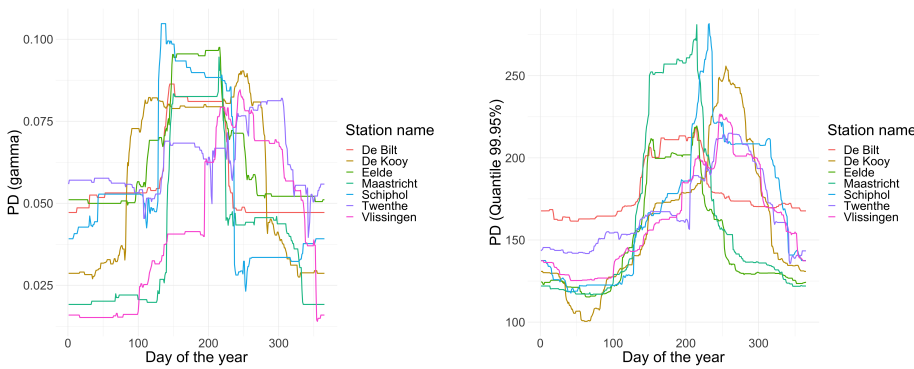 PD (gamma)
0.100
0.075
0.050
0.025
0 100 200 300
Day of the year
Station name
De Bilt
De Kooy
Eelde
Maastricht
Schiphol
Twenthe
Vlissingen
PD (Quantile 99.95%)
250
200
150
100
0 100 200 300
Day of the year
Station name
De Bilt
De Kooy
Eelde
Maastricht
Schiphol
Twenthe
Vlissingen